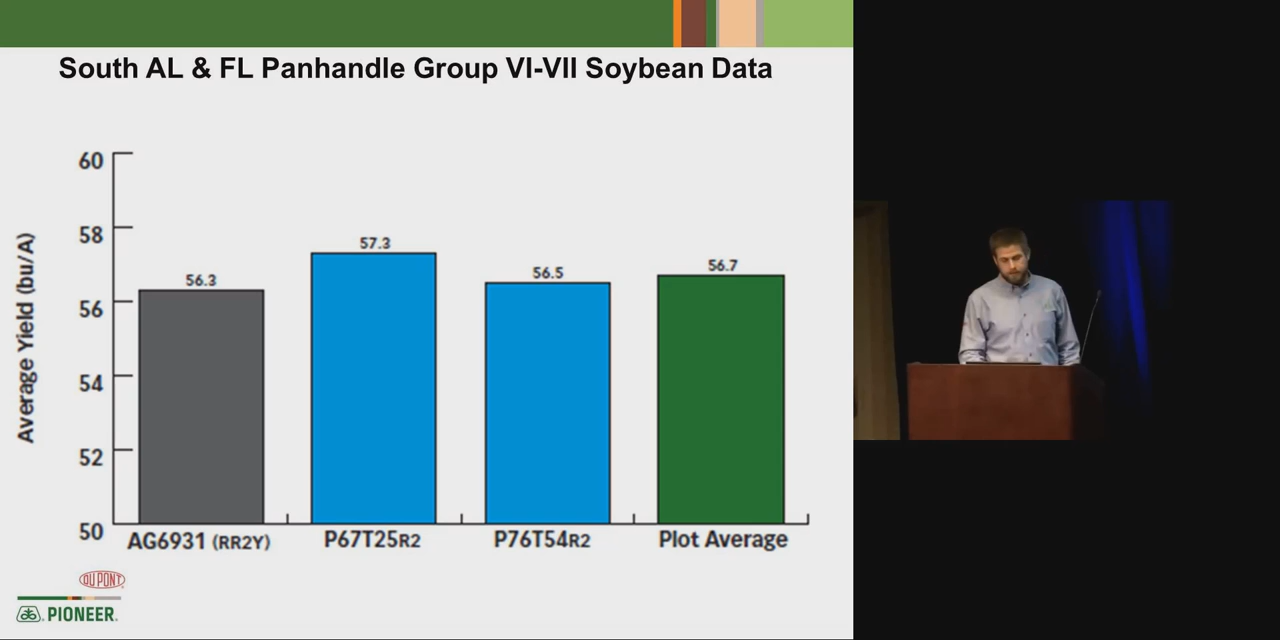 South AL & FL Panhandle Group VI-VII Soybean Data
Average Yield (bu/A)
60
58
56
54
52
50
56.3
57.3
56.5
56.7
AG6931 (RR2Y)
P67T25R2
P76T54R2
Plot Average
DUPONT
PIONEER.